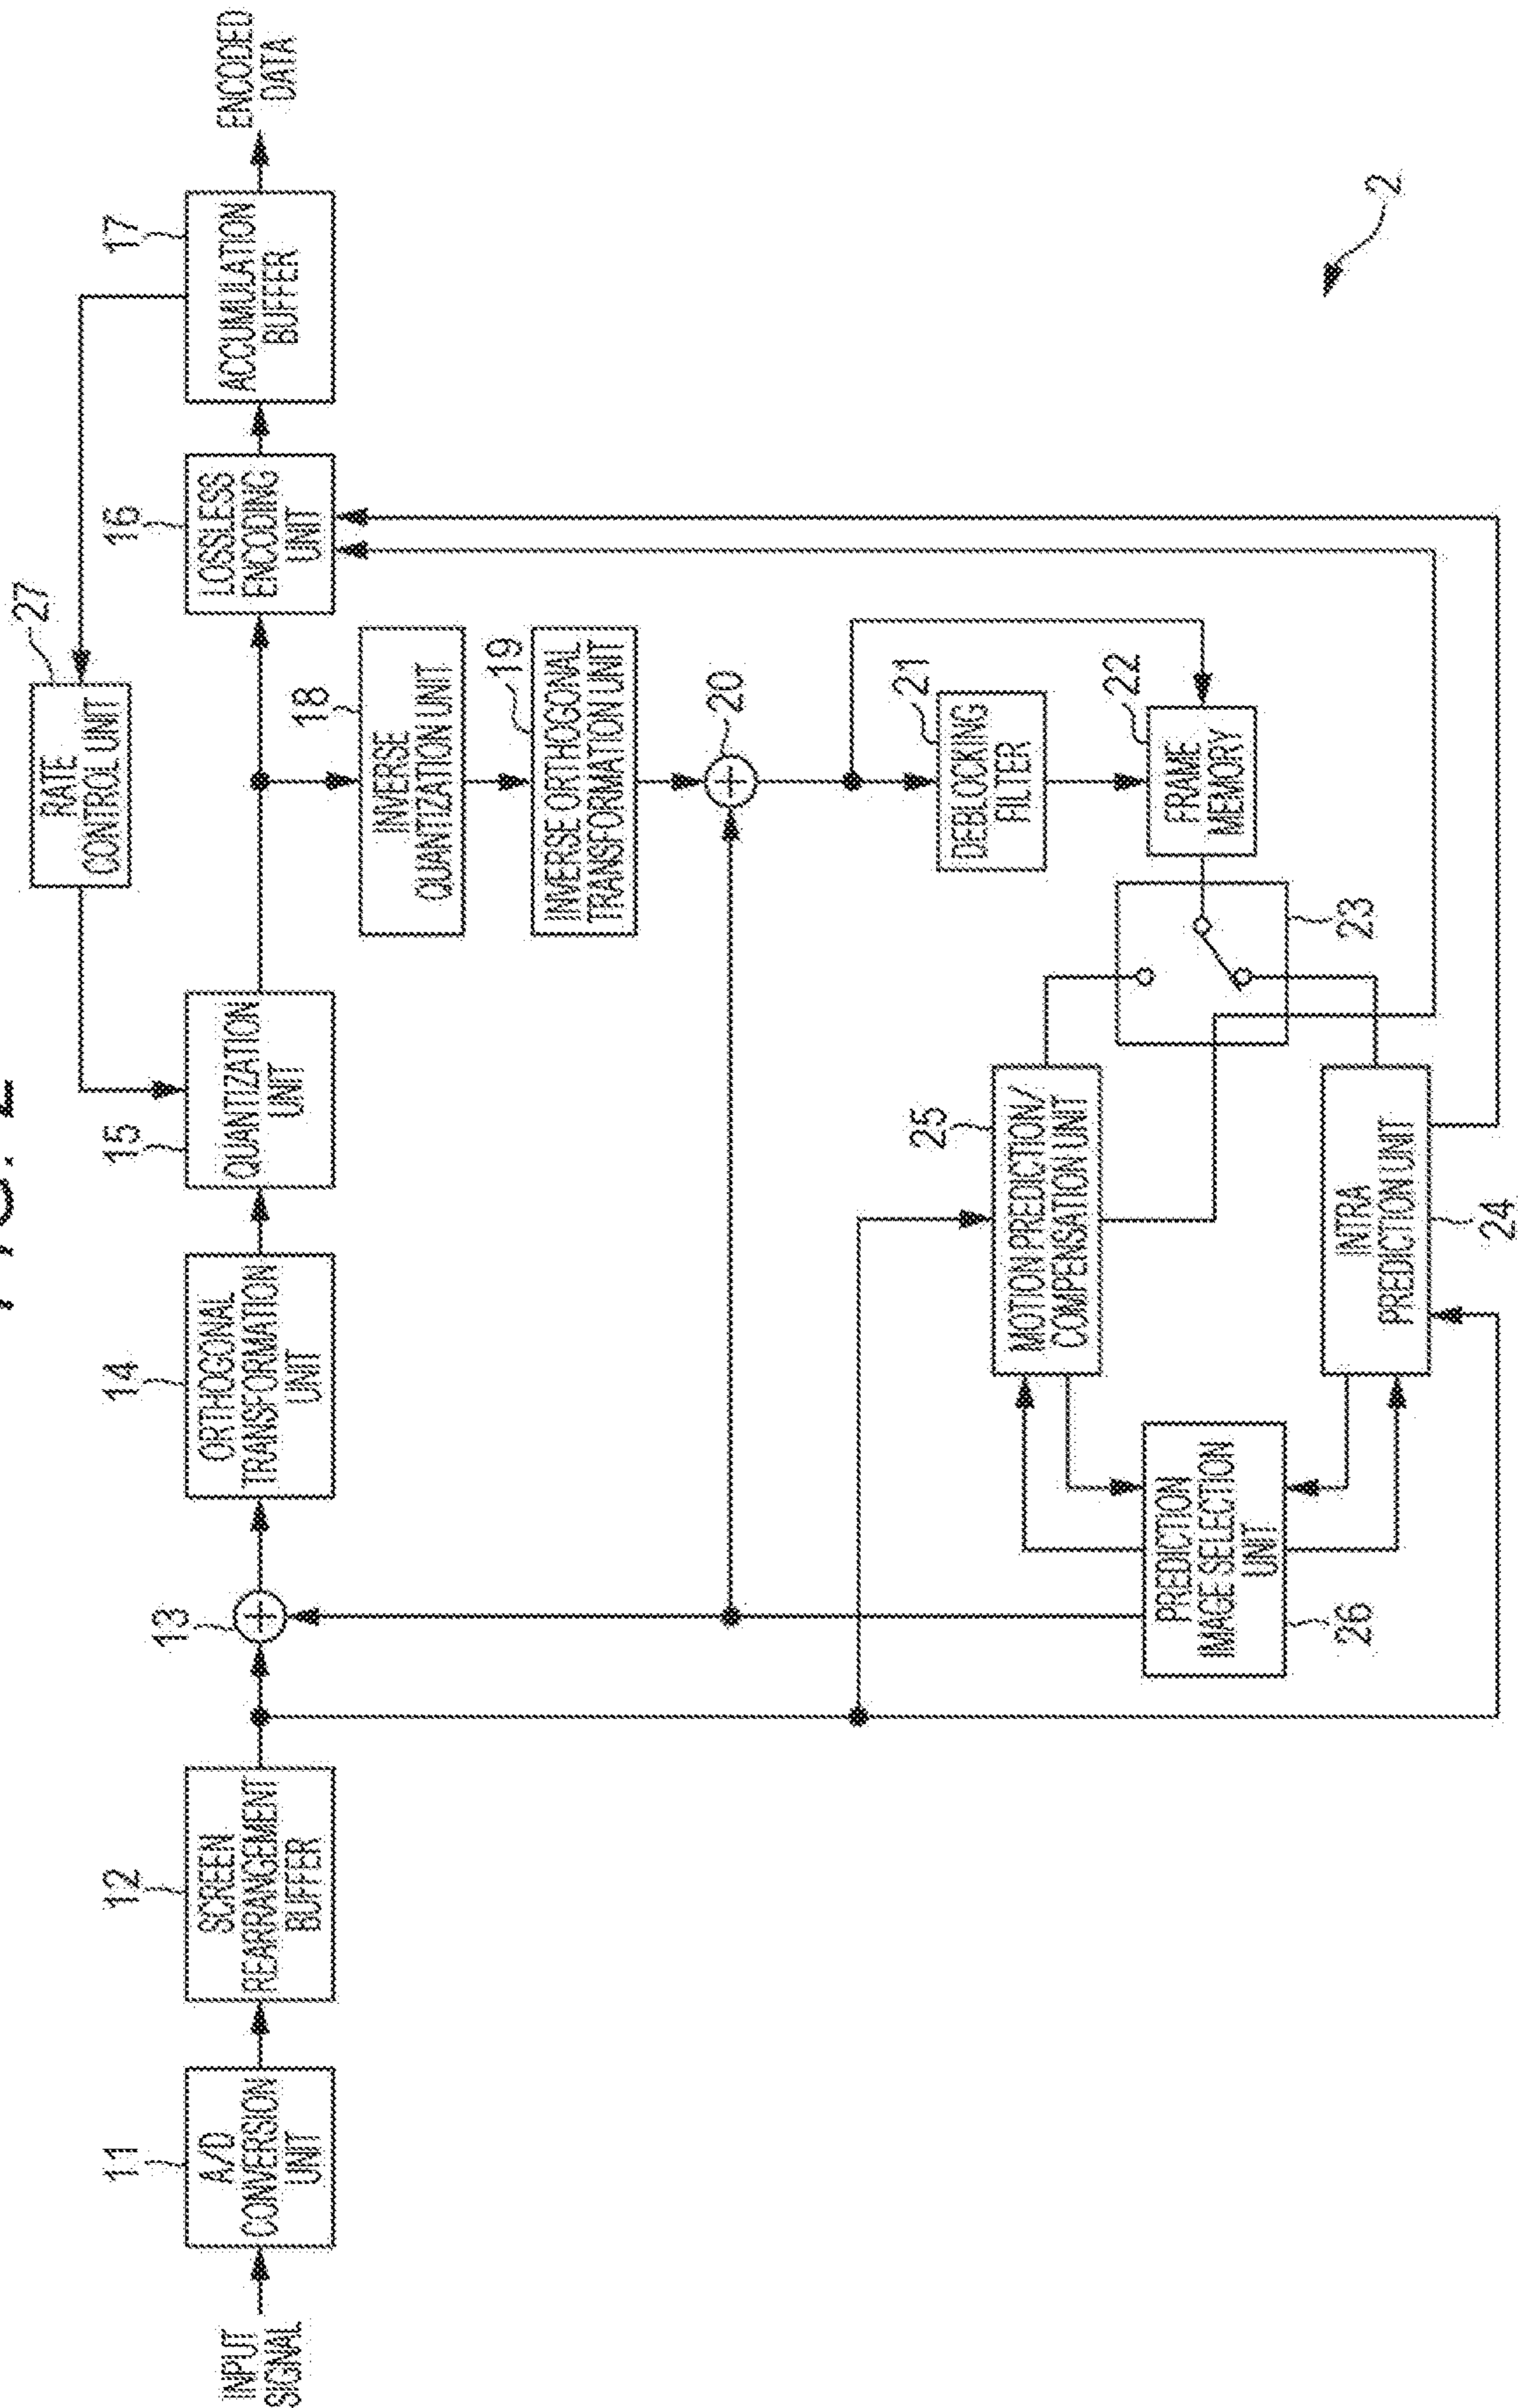 INPUT
SIGNAL
11
A/D
CONVERSION
UNIT
12
SCREEN
REARRANGEMENT
BUFFER
13
14
ORTHOGONAL
TRANSFORMATION
UNIT
15
QUANTIZATION
UNIT
27
RATE
CONTROL UNIT
16
LOSSLESS
ENCODING
UNIT
17
ACCUMULATION
BUFFER
ENCODED
DATA
18
INVERSE
QUANTIZATION UNIT
19
INVERSE ORTHOGONAL
TRANSFORMATION UNIT
20
21
DEBLOCKING
FILTER
22
FRAME
MEMORY
23
25
MOTION PREDICTION/
COMPENSATION UNIT
INTRA
PREDICTION UNIT
24
PREDICTION
IMAGE SELECTION
UNIT
26
2